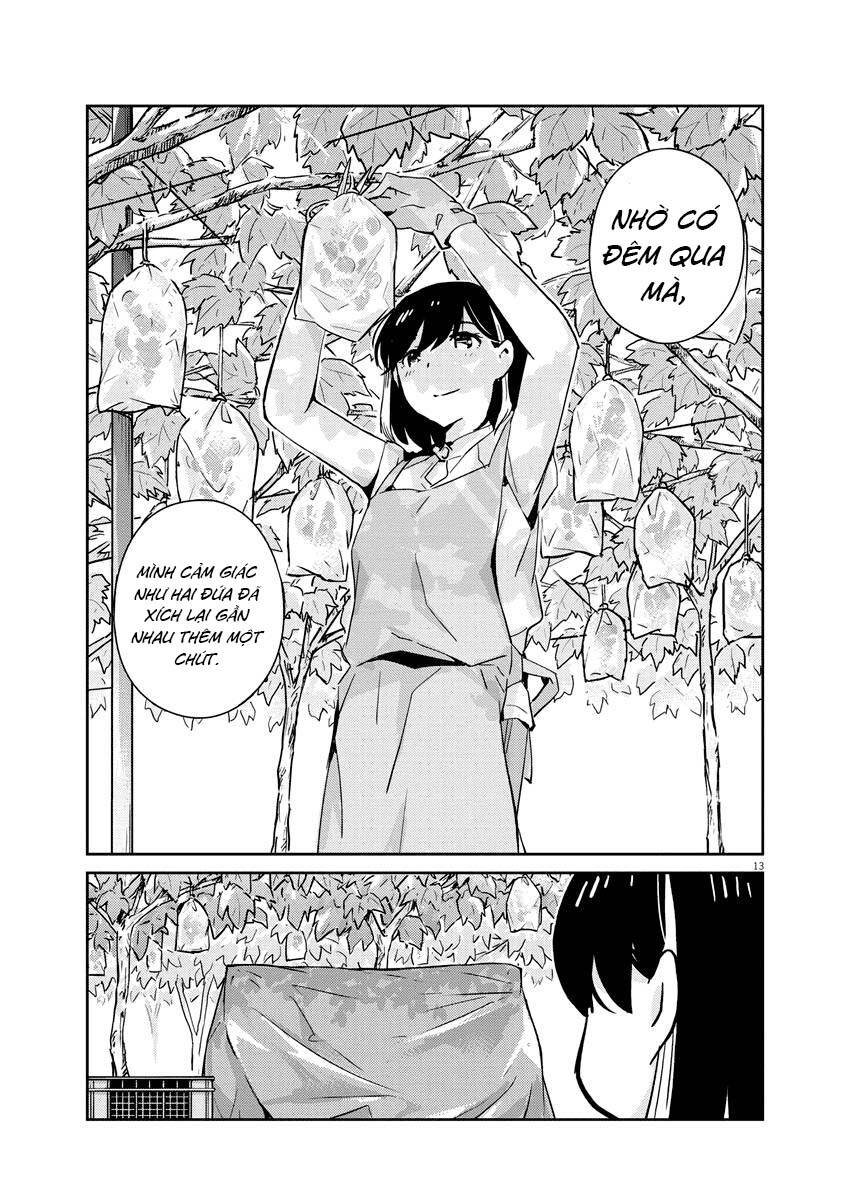 NHỜ CÓ
ĐÊM QUA
MÀ,
MÌNH CẢM GIÁC
NHƯ HAI ĐỨA ĐÃ
XÍCH LẠI GẦN
NHAU THÊM MỘT
CHÚT.
13